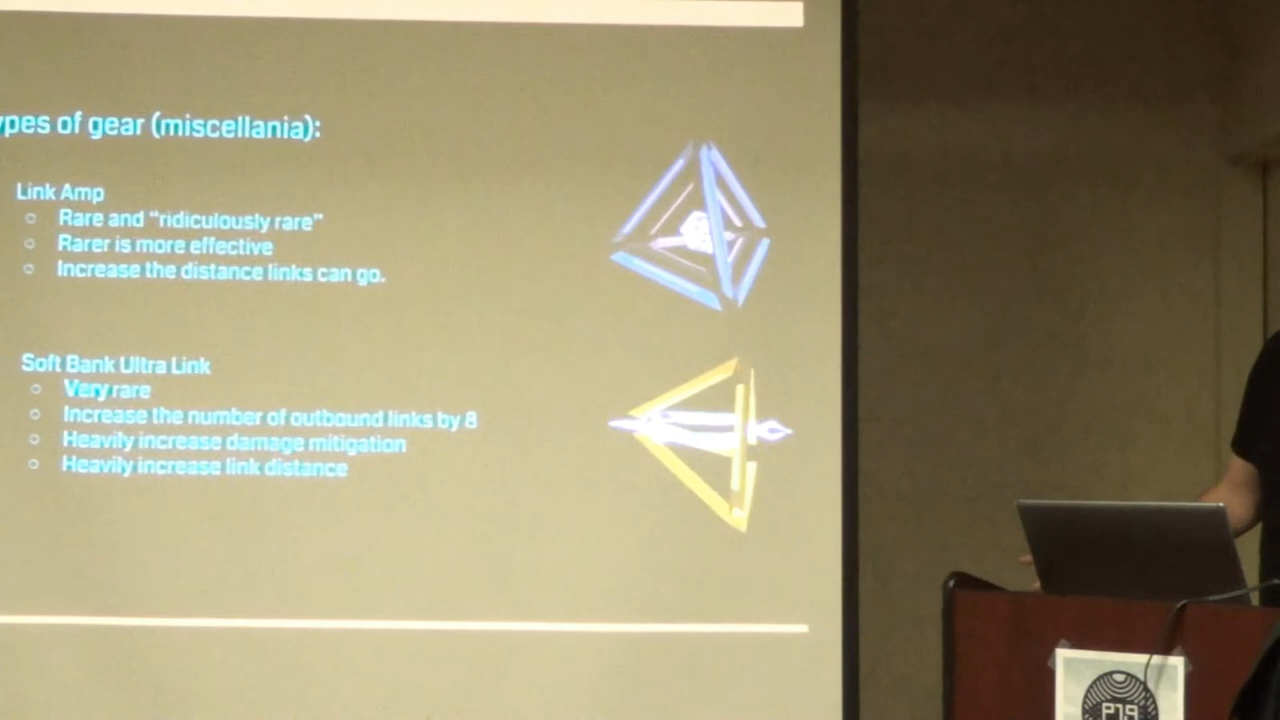 ypes of gear (miscellania):
Link Amp
○ Rare and “ridiculously rare”
○ Rarer is more effective
○ Increase the distance links can go.
Soft Bank Ultra Link
○ Very rare
○ Increase the number of outbound links by 8
○ Heavily increase damage mitigation
○ Heavily increase link distance
P19